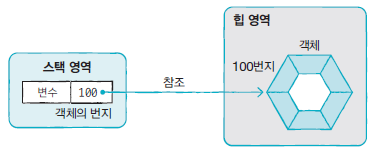 스택 영역
변수 100
객체의 번지
참조
힙 영역
객체
100번지